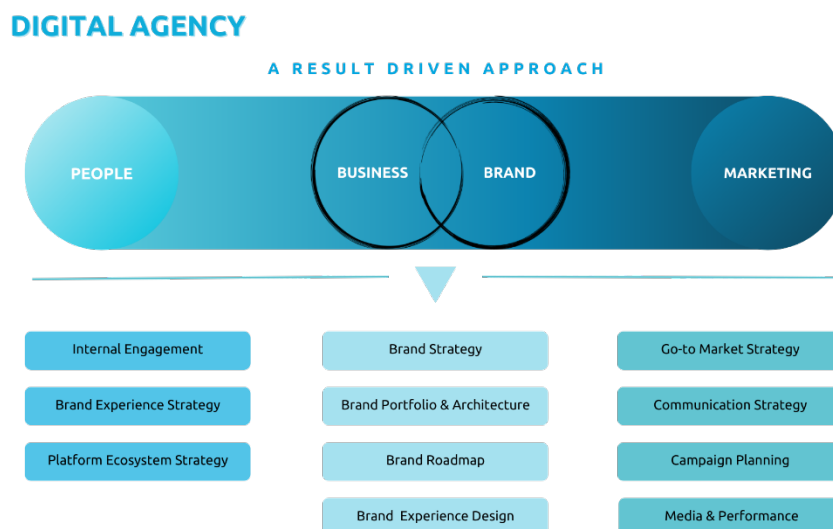 DIGITAL AGENCY
A RESULT DRIVEN APPROACH
PEOPLE
BUSINESS
BRAND
MARKETING
Internal Engagement
Brand Strategy
Go-to Market Strategy
Brand Experience Strategy
Brand Portfolio & Architecture
Communication Strategy
Platform Ecosystem Strategy
Brand Roadmap
Campaign Planning
Brand Experience Design
Media & Performance